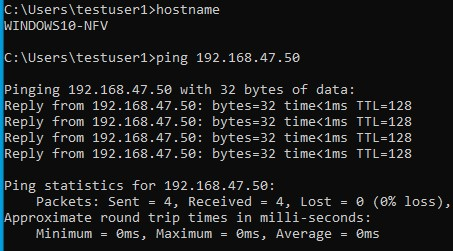 C:\Users\testuser1>hostname
WINDOWS10-NFV
C:\Users\testuser1>ping 192.168.47.50
Pinging 192.168.47.50 with 32 bytes of data:
Reply from 192.168.47.50: bytes=32 time<1ms TTL=128
Reply from 192.168.47.50: bytes=32 time<1ms TTL=128
Reply from 192.168.47.50: bytes=32 time<1ms TTL=128
Reply from 192.168.47.50: bytes=32 time<1ms TTL=128
Ping statistics for 192.168.47.50:
    Packets: Sent = 4, Received = 4, Lost = 0 (0% loss),
Approximate round trip times in milli-seconds:
    Minimum = 0ms, Maximum = 0ms, Average = 0ms